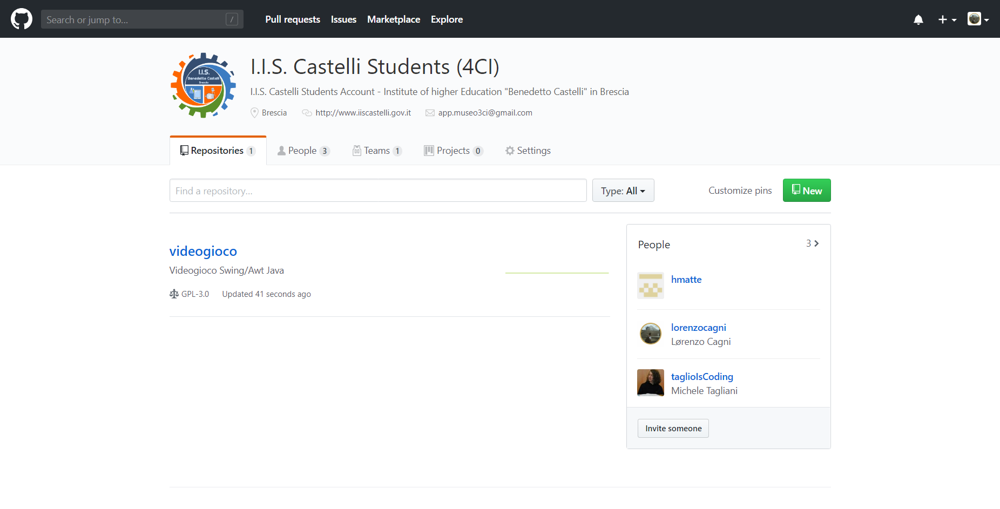 Search or jump to... /
Pull requests Issues Marketplace Explore
I.I.S.
Benedetto Castelli
Brescia
I.I.S. Castelli Students (4CI)
I.I.S. Castelli Students Account - Institute of higher Education "Benedetto Castelli" in Brescia
Brescia http://www.iiscastelli.gov.it app.museo3ci@gmail.com
Repositories 1 People 3 Teams 1 Projects 0 Settings
Find a repository... Type: All Customize pins New
videogioco
Videogioco Swing/Awt Java
GPL-3.0 Updated 41 seconds ago
People 3
hmatte
lorenzocagni
Lørenzo Cagni
taglioIsCoding
Michele Tagliani
Invite someone